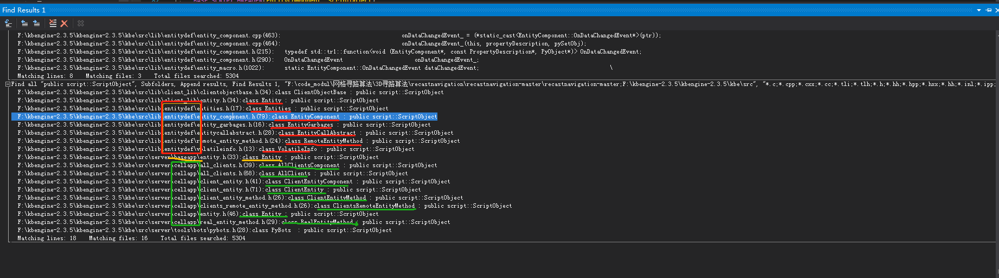 BASE_SCRIPT_HREADER(EntityComponent, ScriptObject)
Find Results 1
F:\kbengine-2.3.5\kbengine-2.3.5\kbe\src\lib\entitydef\entity_component.cpp(463): onDataChangedEvent_ = (*static_cast<EntityComponent::OnDataChangedEvent*>(ptr));
F:\kbengine-2.3.5\kbengine-2.3.5\kbe\src\lib\entitydef\entity_component.cpp(464): onDataChangedEvent_(this, propertyDescription, pySetObj);
F:\kbengine-2.3.5\kbengine-2.3.5\kbe\src\lib\entitydef\entity_component.h(215): typedef std::tr1::function<void (EntityComponent*, const PropertyDescription*, PyObject*)> OnDataChangedEvent;
F:\kbengine-2.3.5\kbengine-2.3.5\kbe\src\lib\entitydef\entity_component.h(290): OnDataChangedEvent onDataChangedEvent_;
F:\kbengine-2.3.5\kbengine-2.3.5\kbe\src\lib\entitydef\entity_macro.h(1022): static EntityComponent::OnDataChangedEvent dataChangedEvent; \
Matching lines: 8 Matching files: 3 Total files searched: 5304
Find all "public script::ScriptObject", Subfolders, Append results, Find Results 1, "F:\code_modul\网格寻路算法\3D寻路算法\recastnavigation\recastnavigation-master\recastnavigation-master;F:\kbengine-2.3.5\kbengine-2.3.5\kbe\src", "*.c;*.cpp;*.cxx;*.cc;*.tli;*.tlh;*.h;*.hh;*.hpp;*.hxx;*.hh;*.inl;*.ipp;
F:\kbengine-2.3.5\kbengine-2.3.5\kbe\src\lib\client_lib\clientobjectbase.h(34):class ClientObjectBase : public script::ScriptObject
F:\kbengine-2.3.5\kbengine-2.3.5\kbe\src\lib\client_lib\entity.h(34):class Entity : public script::ScriptObject
F:\kbengine-2.3.5\kbengine-2.3.5\kbe\src\lib\entitydef\entities.h(17):class Entities : public script::ScriptObject
F:\kbengine-2.3.5\kbengine-2.3.5\kbe\src\lib\entitydef\entity_component.h(79):class EntityComponent : public script::ScriptObject
F:\kbengine-2.3.5\kbengine-2.3.5\kbe\src\lib\entitydef\entity_garbages.h(16):class EntityGarbages : public script::ScriptObject
F:\kbengine-2.3.5\kbengine-2.3.5\kbe\src\lib\entitydef\entitycallabstract.h(28):class EntityCallAbstract : public script::ScriptObject
F:\kbengine-2.3.5\kbengine-2.3.5\kbe\src\lib\entitydef\remote_entity_method.h(24):class RemoteEntityMethod : public script::ScriptObject
F:\kbengine-2.3.5\kbengine-2.3.5\kbe\src\lib\entitydef\volatileinfo.h(13):class VolatileInfo : public script::ScriptObject
F:\kbengine-2.3.5\kbengine-2.3.5\kbe\src\server\baseapp\entity.h(33):class Entity : public script::ScriptObject
F:\kbengine-2.3.5\kbengine-2.3.5\kbe\src\server\cellapp\all_clients.h(39):class AllClientsComponent : public script::ScriptObject
F:\kbengine-2.3.5\kbengine-2.3.5\kbe\src\server\cellapp\all_clients.h(68):class AllClients : public script::ScriptObject
F:\kbengine-2.3.5\kbengine-2.3.5\kbe\src\server\cellapp\client_entity.h(41):class ClientEntityComponent : public script::ScriptObject
F:\kbengine-2.3.5\kbengine-2.3.5\kbe\src\server\cellapp\client_entity.h(71):class ClientEntity : public script::ScriptObject
F:\kbengine-2.3.5\kbengine-2.3.5\kbe\src\server\cellapp\client_entity_method.h(26):class ClientEntityMethod : public script::ScriptObject
F:\kbengine-2.3.5\kbengine-2.3.5\kbe\src\server\cellapp\clients_remote_entity_method.h(26):class ClientsRemoteEntityMethod : public script::ScriptObject
F:\kbengine-2.3.5\kbengine-2.3.5\kbe\src\server\cellapp\entity.h(46):class Entity : public script::ScriptObject
F:\kbengine-2.3.5\kbengine-2.3.5\kbe\src\server\cellapp\real_entity_method.h(29):class RealEntityMethod : public script::ScriptObject
F:\kbengine-2.3.5\kbengine-2.3.5\kbe\src\server\tools\bots\pybots.h(28):class PyBots : public script::ScriptObject
Matching lines: 18 Matching files: 16 Total files searched: 5304